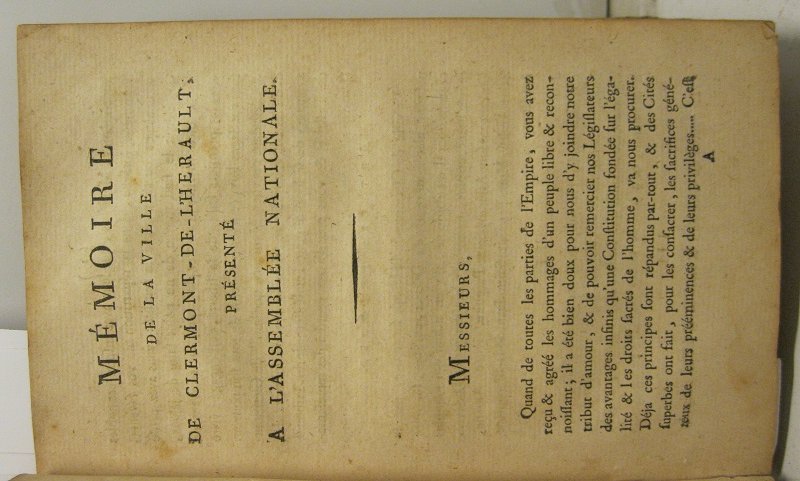 MÉMOIRE
DE LA VILLE
DE CLERMONT-DE-LHERAULT,
PRÉSENTÉ
A L'ASSEMBLÉE NATIONALE.
MESSIEURS,
Quand de toutes les parties de l'Empire, vous avez
reçu & agréé les hommages d'un peuple libre & recon-
noiſſant; il a été bien doux pour nous d'y joindre notre
tribut d'amour, & de pouvoir remercier nos Légiſlateurs
des avantages infinis qu'une Conſtitution fondée ſur l'éga-
lité & les droits ſacrés de l'homme, va nous procurer.
Déja ces principes ſont répandus par-tout, & des Cités
ſuperbes ont fait, pour les conſacrer, les ſacrifices géné-
reux de leurs prééminences & de leurs privilèges..... C'eſt
A